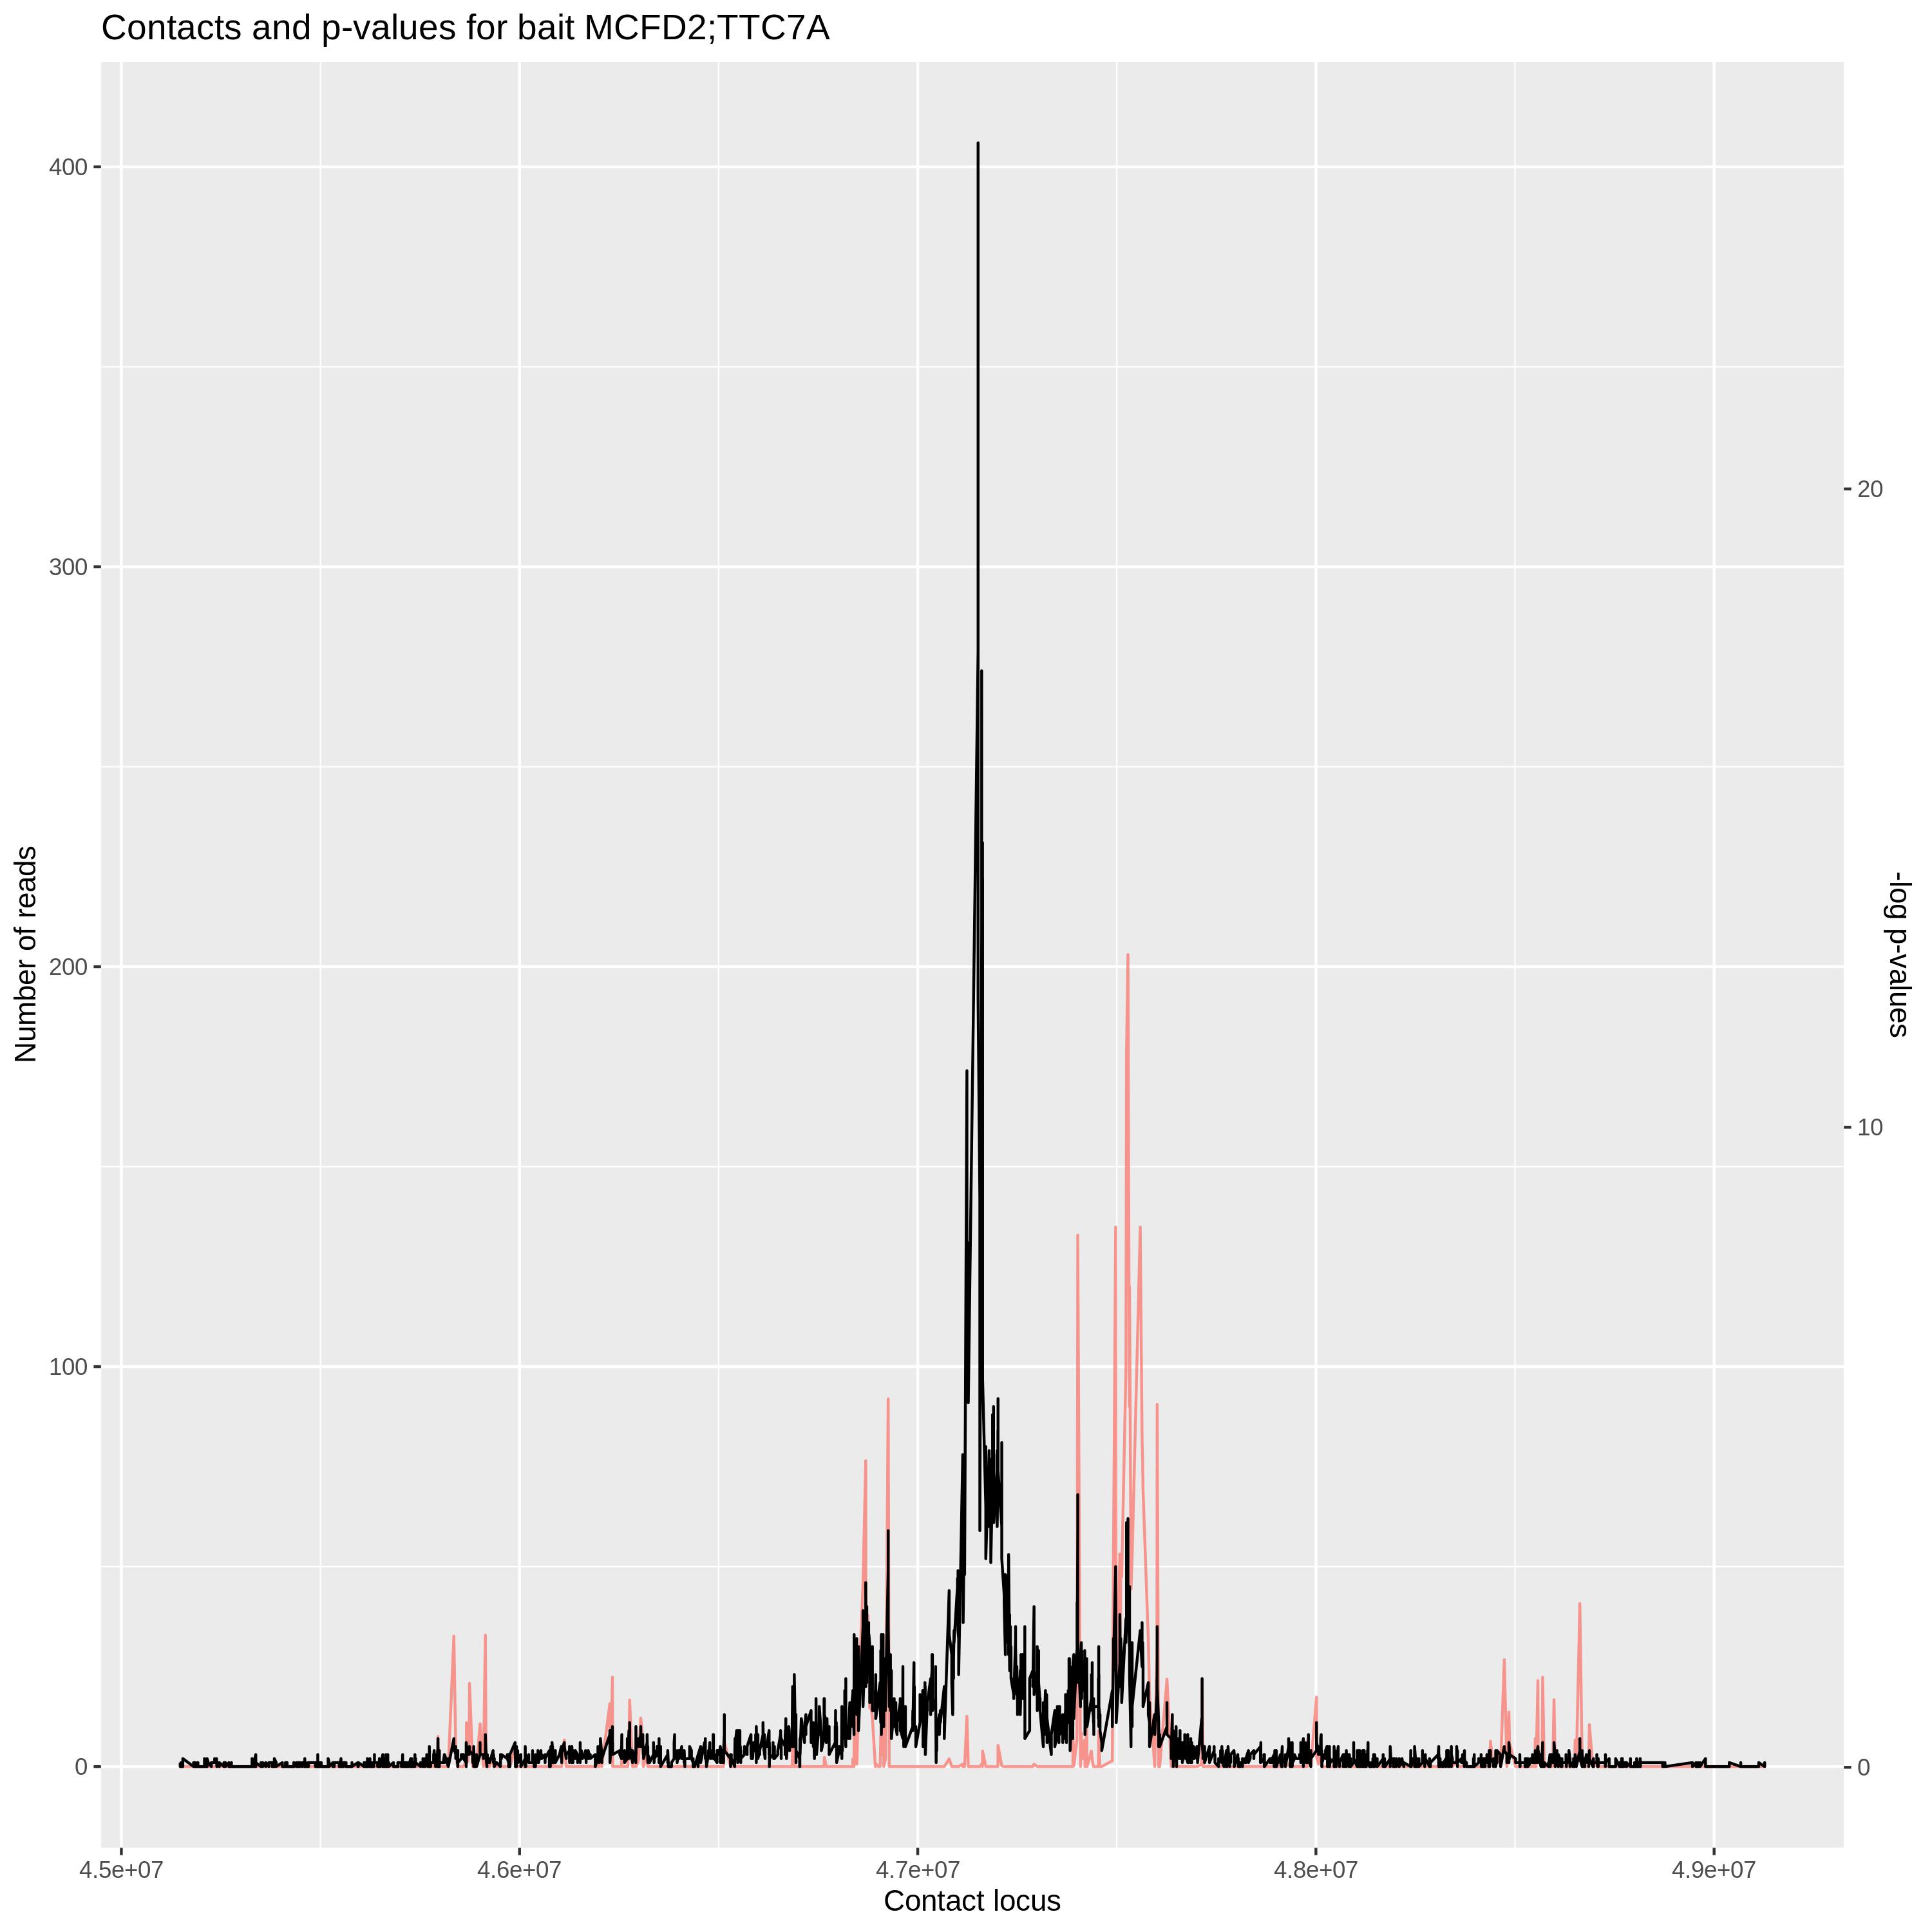 Contacts and p-values for bait MCFD2;TTC7A
400
300
200
100
0
Number of reads
20
10
0
-log p-values
4.5e+07 4.6e+07 4.7e+07 4.8e+07 4.9e+07
Contact locus